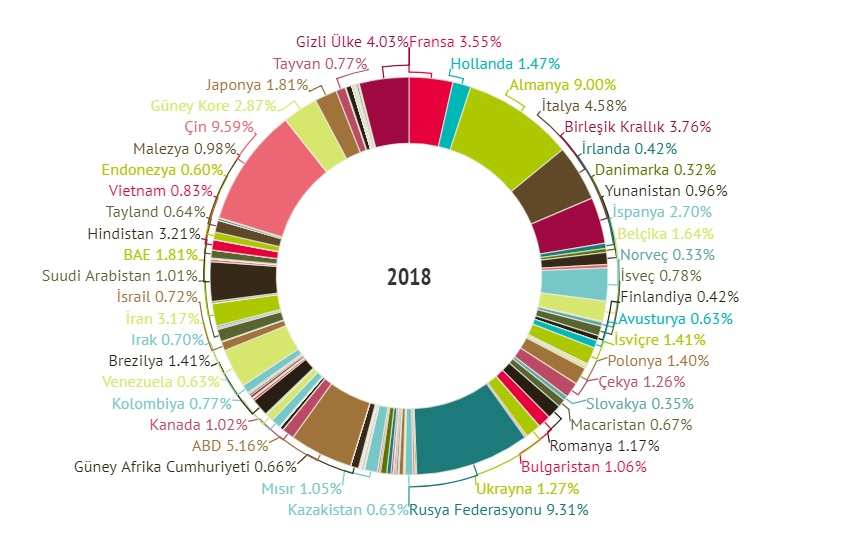 Gizli Ülke 4.03%
Fransa 3.55%
Tayvan 0.77%
Hollanda 1.47%
Japonya 1.81%
Almanya 9.00%
Güney Kore 2.87%
İtalya 4.58%
Çin 9.59%
Birleşik Krallık 3.76%
Malezya 0.98%
İrlanda 0.42%
Endonezya 0.60%
Danimarka 0.32%
Vietnam 0.83%
Yunanistan 0.96%
Tayland 0.64%
İspanya 2.70%
Hindistan 3.21%
Belçika 1.64%
BAE 1.81%
Norveç 0.33%
Suudi Arabistan 1.01%
2018
İsveç 0.78%
İsrail 0.72%
Finlandiya 0.42%
İran 3.17%
Avusturya 0.63%
Irak 0.70%
İsviçre 1.41%
Brezilya 1.41%
Polonya 1.40%
Venezuela 0.63%
Çekya 1.26%
Kolombiya 0.77%
Slovakya 0.35%
Kanada 1.02%
Macaristan 0.67%
ABD 5.16%
Romanya 1.17%
Güney Afrika Cumhuriyeti 0.66%
Bulgaristan 1.06%
Mısır 1.05%
Ukrayna 1.27%
Kazakistan 0.63%
Rusya Federasyonu 9.31%